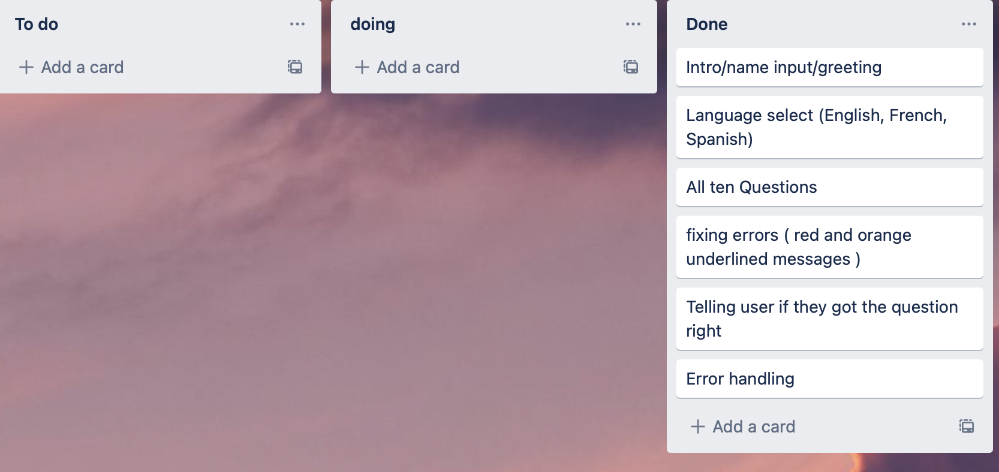 To do
Add a card
doing
Add a card
Done
Intro/name input/greeting
Language select (English, French,
Spanish)
All ten Questions
fixing errors ( red and orange
underlined messages )
Telling user if they got the question
right
Error handling
Add a card